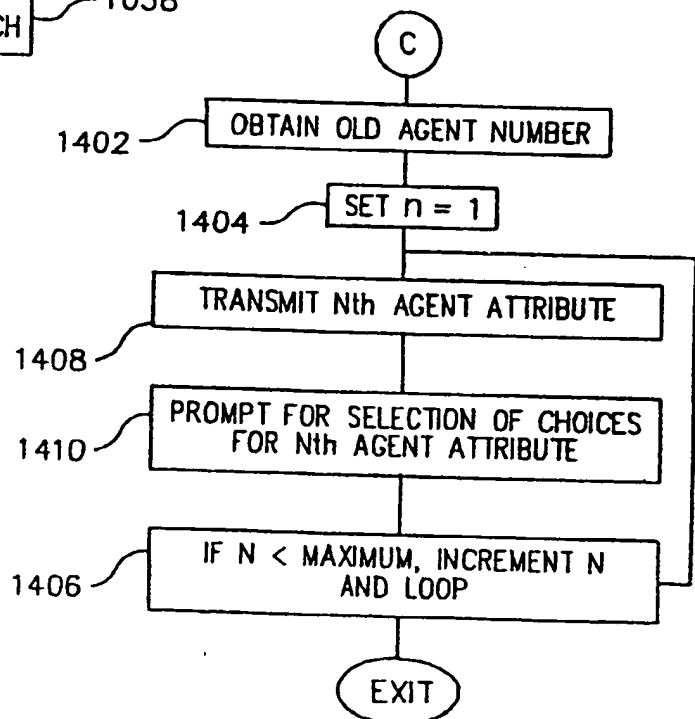 CH
1038
C
1402
OBTAIN OLD AGENT NUMBER
1404
SET n = 1
TRANSMIT Nth AGENT ATTRIBUTE
1408
PROMPT FOR SELECTION OF CHOICES
FOR Nth AGENT ATTRIBUTE
1410
IF N < MAXIMUM, INCREMENT N
AND LOOP
1406
EXIT